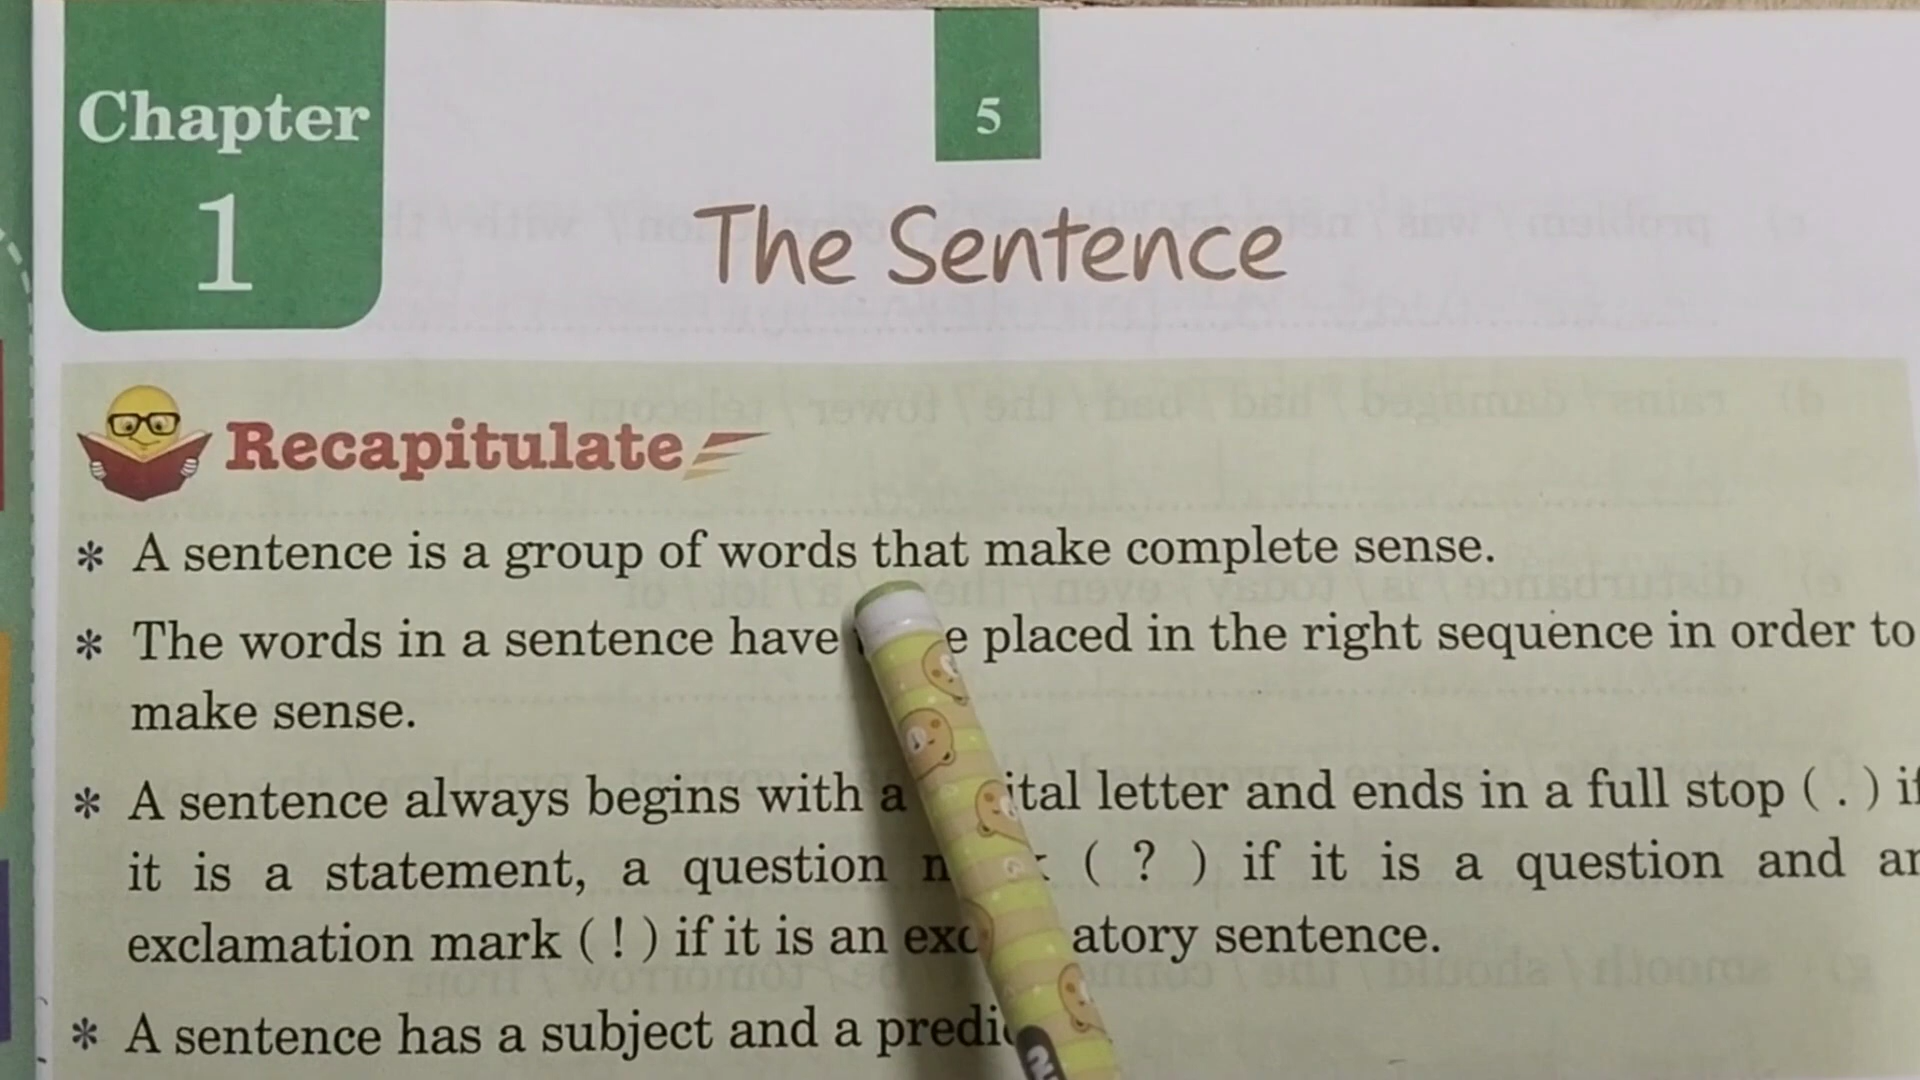 Chapter
1
5
The Sentence
Recapitulate
* A sentence is a group of words that make complete sense.
* The words in a sentence have placed in the right sequence in order to
make sense.
* A sentence always begins with a letter and ends in a full stop ( . ) if
it is a statement, a question ( ? ) if it is a question and
exclamation mark ( ! ) if it is an sentence.
* A sentence has a subject and a